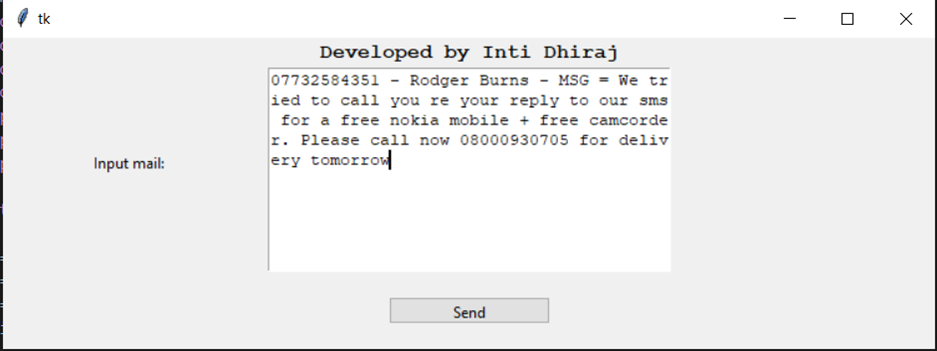 tk
Developed by Inti Dhiraj
07732584351 - Rodger Burns - MSG = We tr
ied to call you re your reply to our sms
for a free nokia mobile + free camcorde
r. Please call now 08000930705 for deliv
ery tomorrow
Input mail:
Send